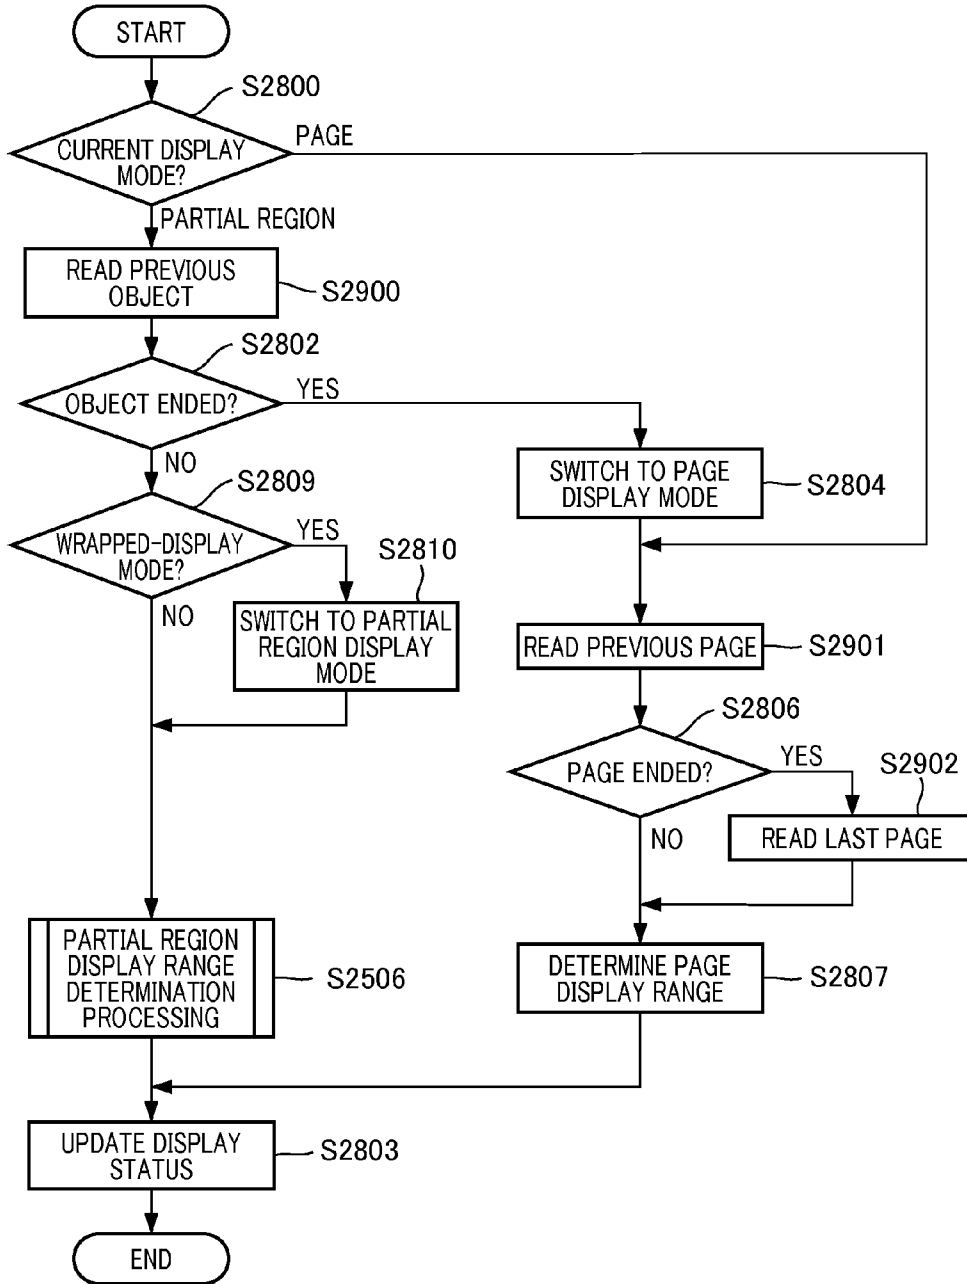 START
S2800
CURRENT DISPLAY
MODE?
PAGE
PARTIAL REGION
READ PREVIOUS
OBJECT
S2900
S2802
OBJECT ENDED?
YES
NO
SWITCH TO PAGE
DISPLAY MODE
S2804
S2809
WRAPPED-DISPLAY
MODE?
YES
NO
S2810
SWITCH TO PARTIAL
REGION DISPLAY
MODE
READ PREVIOUS PAGE
S2901
S2806
PAGE ENDED?
YES
NO
S2902
READ LAST PAGE
PARTIAL REGION
DISPLAY RANGE
DETERMINATION
PROCESSING
S2506
DETERMINE PAGE
DISPLAY RANGE
S2807
UPDATE DISPLAY
STATUS
S2803
END